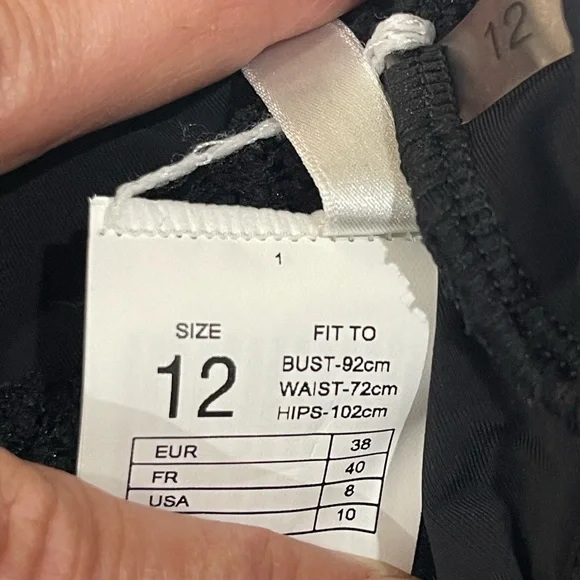 12
1
SIZE
12
FIT TO
BUST-92cm
WAIST-72cm
HIPS-102cm
EUR 38
FR 40
USA 8
10